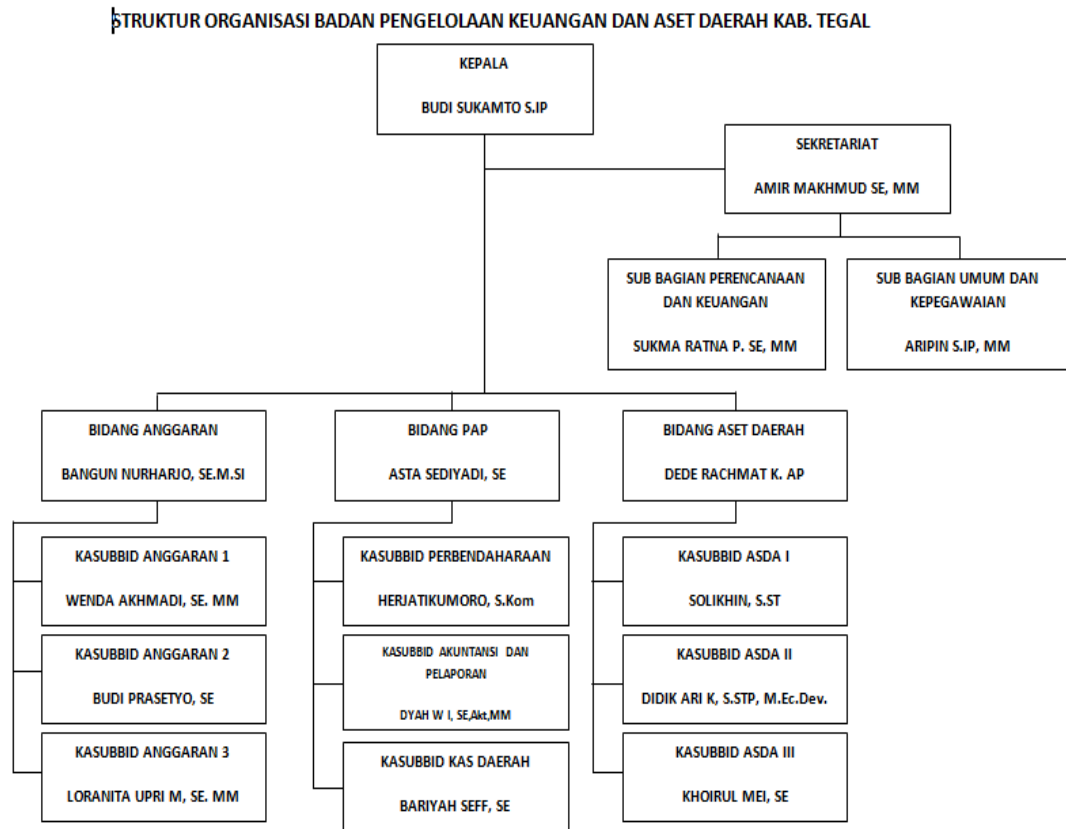 STRUKTUR ORGANISASI BADAN PENGELOLAAN KEUANGAN DAN ASET DAERAH KAB. TEGAL
KEPALA
BUDI SUKAMTO S.IP
SEKRETARIAT
AMIR MAKHMUD SE, MM
SUB BAGIAN PERENCANAAN
DAN KEUANGAN
SUKMA RATNA P. SE, MM
SUB BAGIAN UMUM DAN
KEPEGAWAIAN
ARIPIN S.IP, MM
BIDANG ANGGARAN
BANGUN NURHARJO, SE.M.SI
KASUBBID ANGGARAN 1
WENDA AKHMADI, SE. MM
KASUBBID ANGGARAN 2
BUDI PRASETYO, SE
KASUBBID ANGGARAN 3
LORANITA UPRI M, SE. MM
BIDANG PAP
ASTA SEDIYADI, SE
KASUBBID PERBENDAHARAAN
HERJATIKUMORO, S.Kom
KASUBBID AKUNTANSI DAN
PELAPORAN
DYAH W I, SE,Akt,MM
KASUBBID KAS DAERAH
BARIYAH SEFF, SE
BIDANG ASET DAERAH
DEDE RACHMAT K. AP
KASUBBID ASDA I
SOLIKHIN, S.ST
KASUBBID ASDA II
DIDIK ARI K, S.STP, M.Ec.Dev.
KASUBBID ASDA III
KHOIRUL MEI, SE